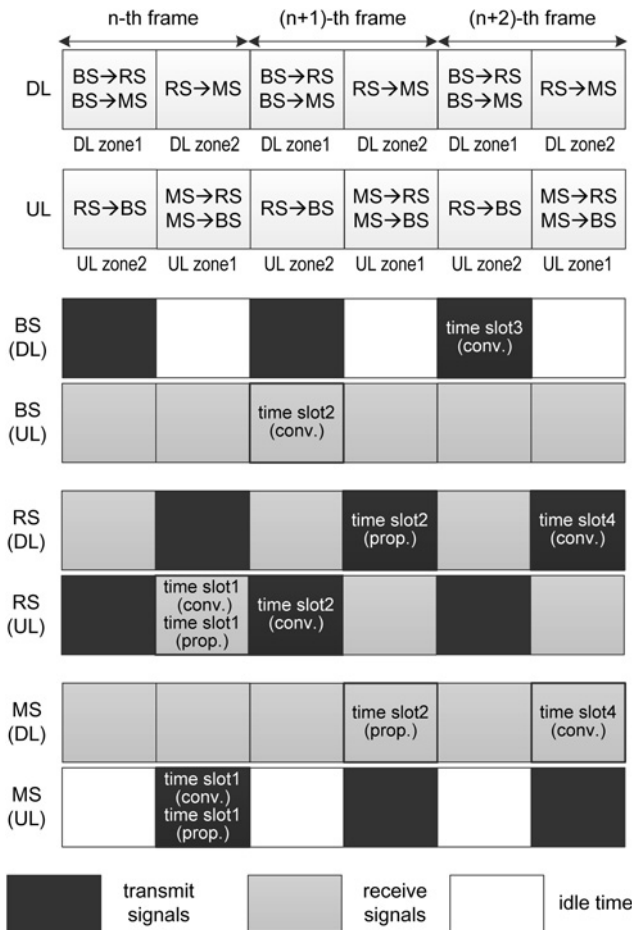 n-th frame (n+1)-th frame (n+2)-th frame
DL
BS→RS BS→RS BS→RS
BS→MS RS→MS BS→MS RS→MS BS→MS RS→MS
DL zone1 DL zone2 DL zone1 DL zone2 DL zone1 DL zone2
UL
RS→BS MS→RS RS→BS MS→RS RS→BS MS→RS
MS→BS MS→BS MS→BS
UL zone2 UL zone1 UL zone2 UL zone1 UL zone2 UL zone1
BS
(DL)
time slot3
(conv.)
BS
(UL)
time slot2
(conv.)
RS
(DL)
time slot2 time slot4
(prop.) (conv.)
RS
(UL)
time slot1
(conv.)
time slot1
(prop.)
time slot2
(conv.)
MS
(DL)
time slot2 time slot4
(prop.) (conv.)
MS
(UL)
time slot1
(conv.)
time slot1
(prop.)
transmit
signals
receive
signals
idle time